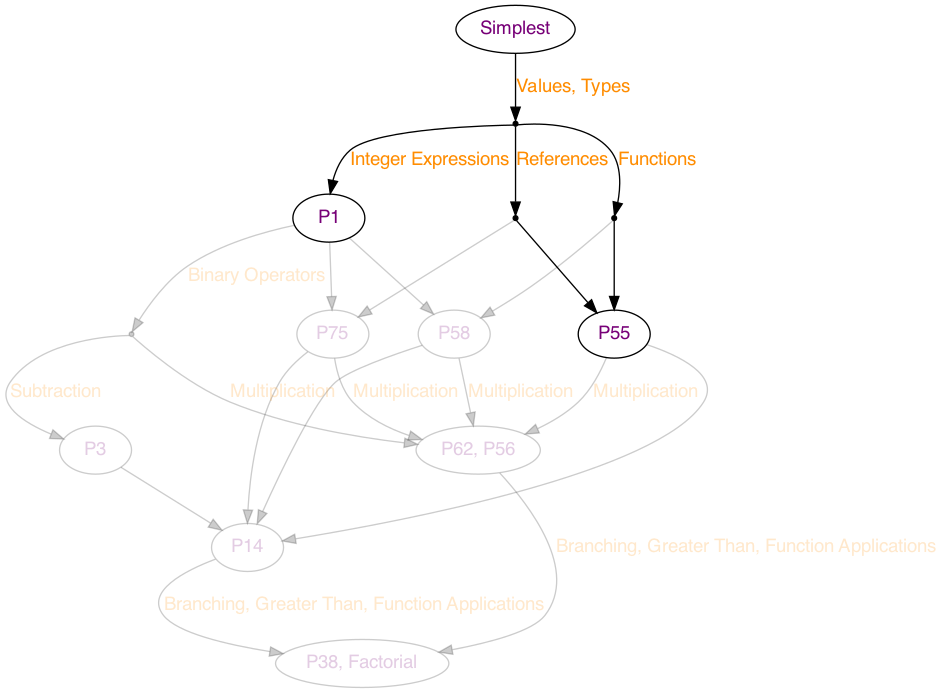 Simplest
Values, Types
Integer Expressions
References
Functions
P1
Binary Operators
P75
P58
P55
Subtraction
Multiplication
Multiplication
Multiplication
Multiplication
P3
P62, P56
P14
Branching, Greater Than, Function Applications
Branching, Greater Than, Function Applications
P38, Factorial